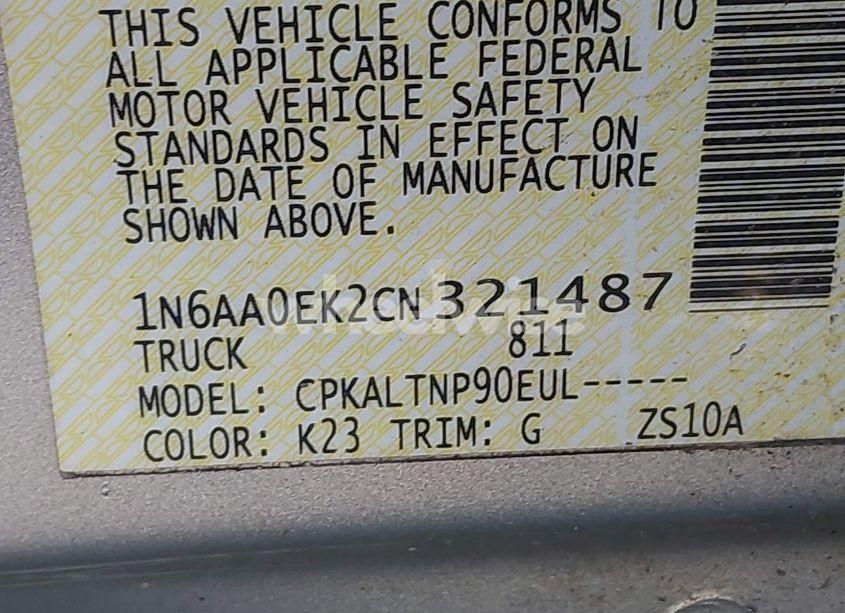 THIS VEHICLE CONFORMS TO
ALL APPLICABLE FEDERAL
MOTOR VEHICLE SAFETY
STANDARDS IN EFFECT ON
THE DATE OF MANUFACTURE
SHOWN ABOVE.
1N6AA0EK2CN321487
TRUCK 811
MODEL: CPKALTNP90EUL-----
COLOR: K23 TRIM: G ZS10A